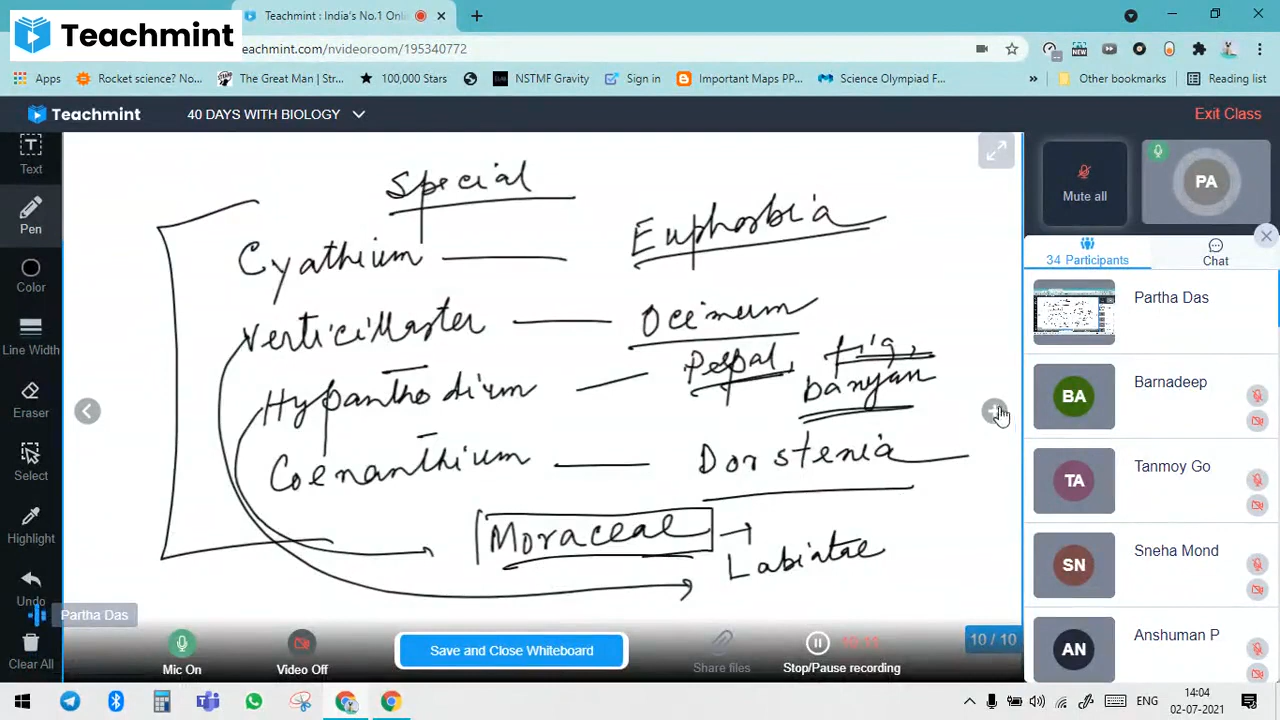 Teachmint : India's No.1 Onli
Teachmint
eachmint.com/nvideoroom/195340772
Apps
Rocket science? No...
The Great Man | Str...
100,000 Stars
NSTMF Gravity
Sign in
Important Maps PP...
Science Olympiad F...
»
Other bookmarks
Reading list
Teachmint
40 DAYS WITH BIOLOGY
Exit Class
Text
Pen
Color
Line Width
Eraser
Select
Highlight
Undo
Clear All
Special
Cyathium — Euphorbia
Verticillaster — Ocimum
Hypanthodium — Peepal, fig,
banyan
Coenanthium — Dorstenia
Moraceae →
Labiatae
Partha Das
Mic On
Video Off
Save and Close Whiteboard
Share files
Stop/Pause recording
10 / 10
Mute all
PA
34 Participants
Chat
Partha Das
BA
Barnadeep
TA
Tanmoy Go
SN
Sneha Mond
AN
Anshuman P
NEW
ENG
14:04
02-07-2021